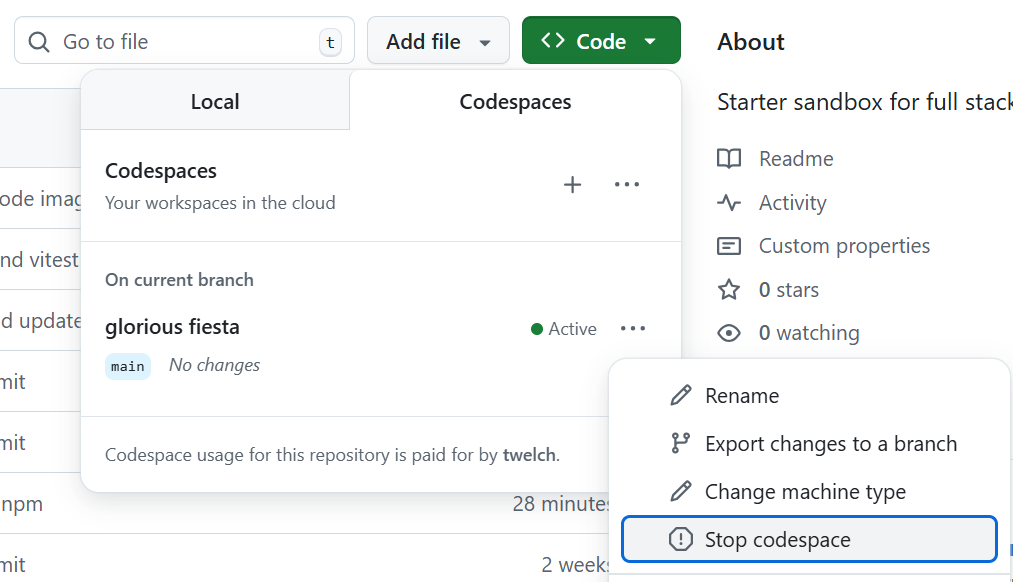 Go to file
t
Add file
Code
About
Local
Codespaces
Starter sandbox for full stack
Codespaces
Your workspaces in the cloud
Readme
Activity
Custom properties
0 stars
0 watching
On current branch
glorious fiesta
Active
main
No changes
Codespace usage for this repository is paid for by twelch.
ode imag
nd vitest
d update
mit
mit
npm
28 minutes
mit
2 weeks
Rename
Export changes to a branch
Change machine type
Stop codespace